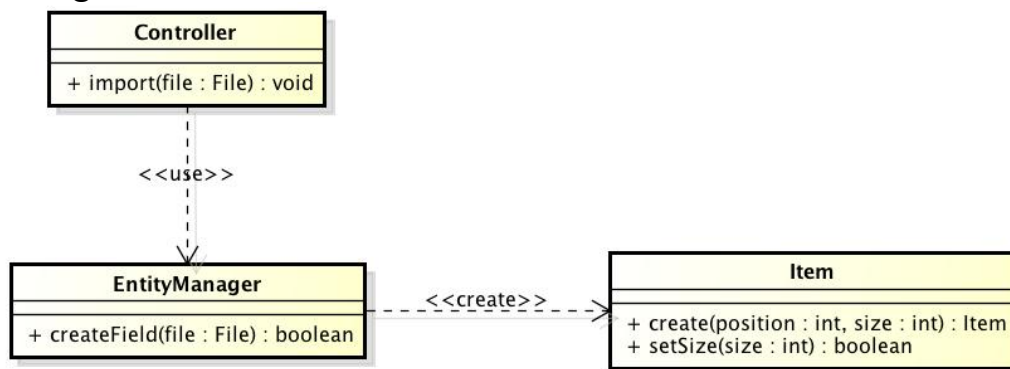 Controller
+ import(file : File) : void
<<use>>
EntityManager
+ createField(file : File) : boolean
<<create>>
Item
+ create(position : int, size : int) : Item
+ setSize(size : int) : boolean